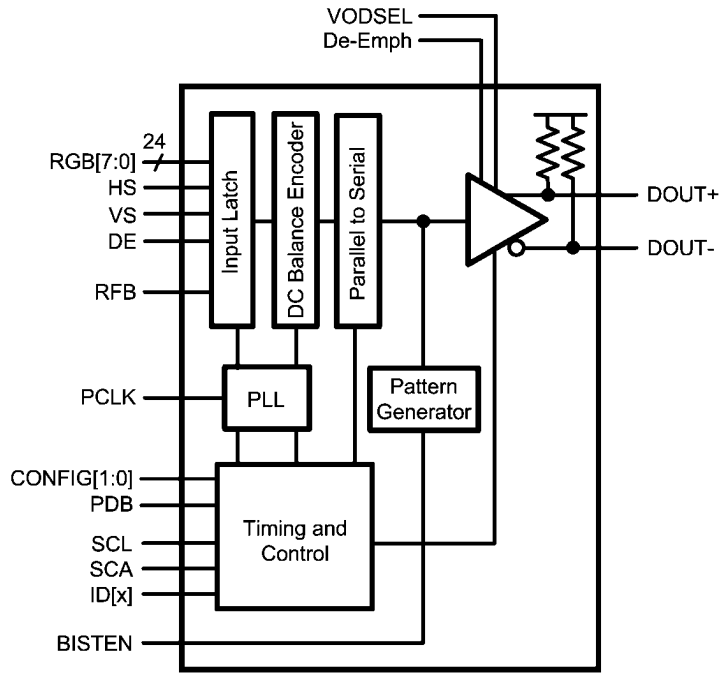 VODSEL
De-Emph
24
RGB[7:0]
HS
VS
DE
RFB
Input Latch
DC Balance Encoder
Parallel to Serial
DOUT+
DOUT-
PCLK
PLL
Pattern
Generator
CONFIG[1:0]
PDB
SCL
SCA
ID[x]
Timing and
Control
BISTEN